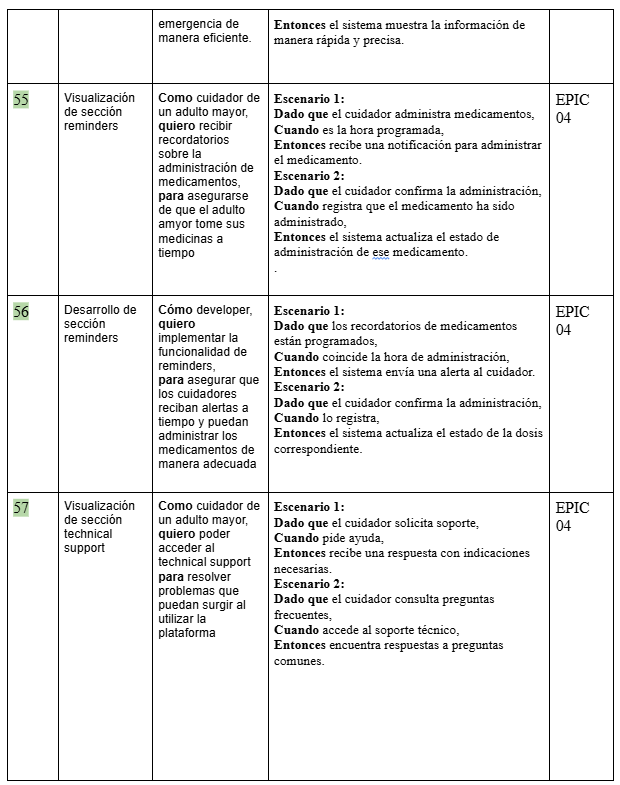 emergencia de
manera eficiente.
Entonces el sistema muestra la información de
manera rápida y precisa.
55
Visualización
de sección
reminders
Como cuidador de
un adulto mayor,
quiero recibir
recordatorios
sobre la
administración de
medicamentos,
para asegurarse
de que el adulto
amyor tome sus
medicinas a
tiempo
Escenario 1:
Dado que el cuidador administra medicamentos,
Cuando es la hora programada,
Entonces recibe una notificación para administrar
el medicamento.
Escenario 2:
Dado que el cuidador confirma la administración,
Cuando registra que el medicamento ha sido
administrado,
Entonces el sistema actualiza el estado de
administración de ese medicamento.
.
EPIC
04
56
Desarrollo de
sección
reminders
Cómo developer,
quiero
implementar la
funcionalidad de
reminders,
para asegurar que
los cuidadores
reciban alertas a
tiempo y puedan
administrar los
medicamentos de
manera adecuada
Escenario 1:
Dado que los recordatorios de medicamentos
están programados,
Cuando coincide la hora de administración,
Entonces el sistema envía una alerta al cuidador.
Escenario 2:
Dado que el cuidador confirma la administración,
Cuando lo registra,
Entonces el sistema actualiza el estado de la dosis
correspondiente.
EPIC
04
57
Visualización
de sección
technical
support
Como cuidador de
un adulto mayor,
quiero poder
acceder al
technical support
para resolver
problemas que
puedan surgir al
utilizar la
plataforma
Escenario 1:
Dado que el cuidador solicita soporte,
Cuando pide ayuda,
Entonces recibe una respuesta con indicaciones
necesarias.
Escenario 2:
Dado que el cuidador consulta preguntas
frecuentes,
Cuando accede al soporte técnico,
Entonces encuentra respuestas a preguntas
comunes.
EPIC
04